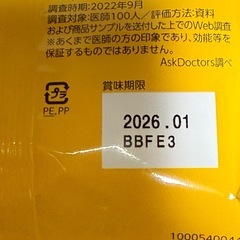 調査時期:2022年9月
調査対象:医師100人/評価方法:資料
および商品サンプルを送付した上でのWeb調査
※あくまで医師の方の印象であり、効能等を
保証するものではありません。
AskDoctors調べ
プラ
PE,PP
賞味期限
2026.01
BBFE3